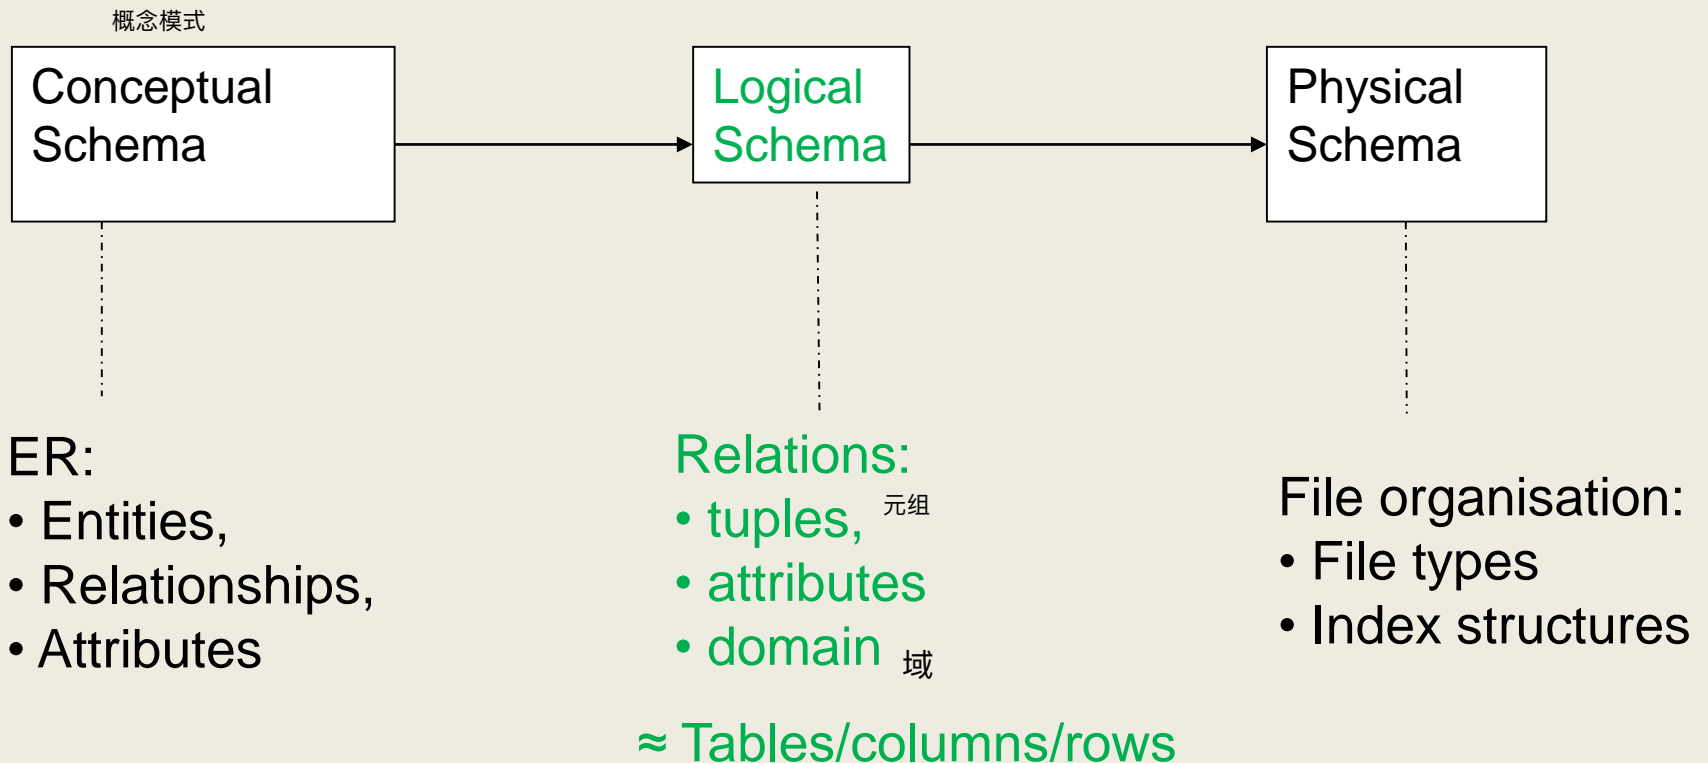 概念模式
Conceptual
Schema
Logical
Schema
Physical
Schema
ER:
• Entities,
• Relationships,
• Attributes
Relations:
• tuples, 元组
• attributes
• domain 域
≈ Tables/columns/rows
File organisation:
• File types
• Index structures